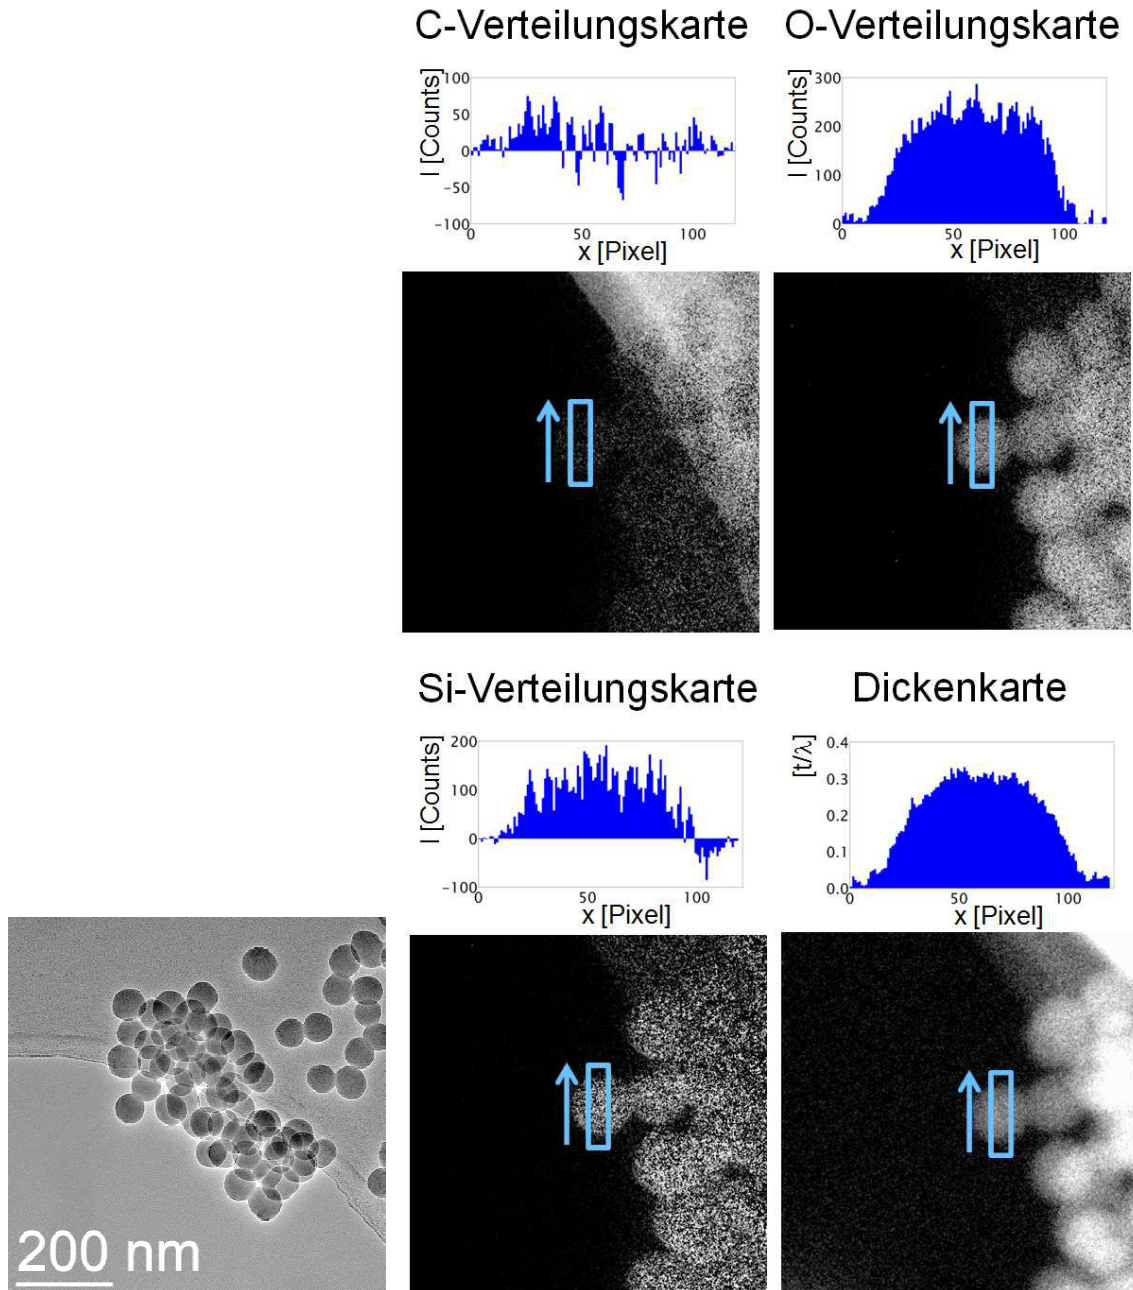 C-Verteilungskarte
I [Counts]
100
50
0
−50
−100
0
50
100
x [Pixel]
O-Verteilungskarte
I [Counts]
300
200
100
0
0
50
100
x [Pixel]
Si-Verteilungskarte
I [Counts]
200
100
0
−100
0
50
100
x [Pixel]
Dickenkarte
[t/λ]
0.4
0.3
0.2
0.1
0.0
50
100
x [Pixel]
200 nm